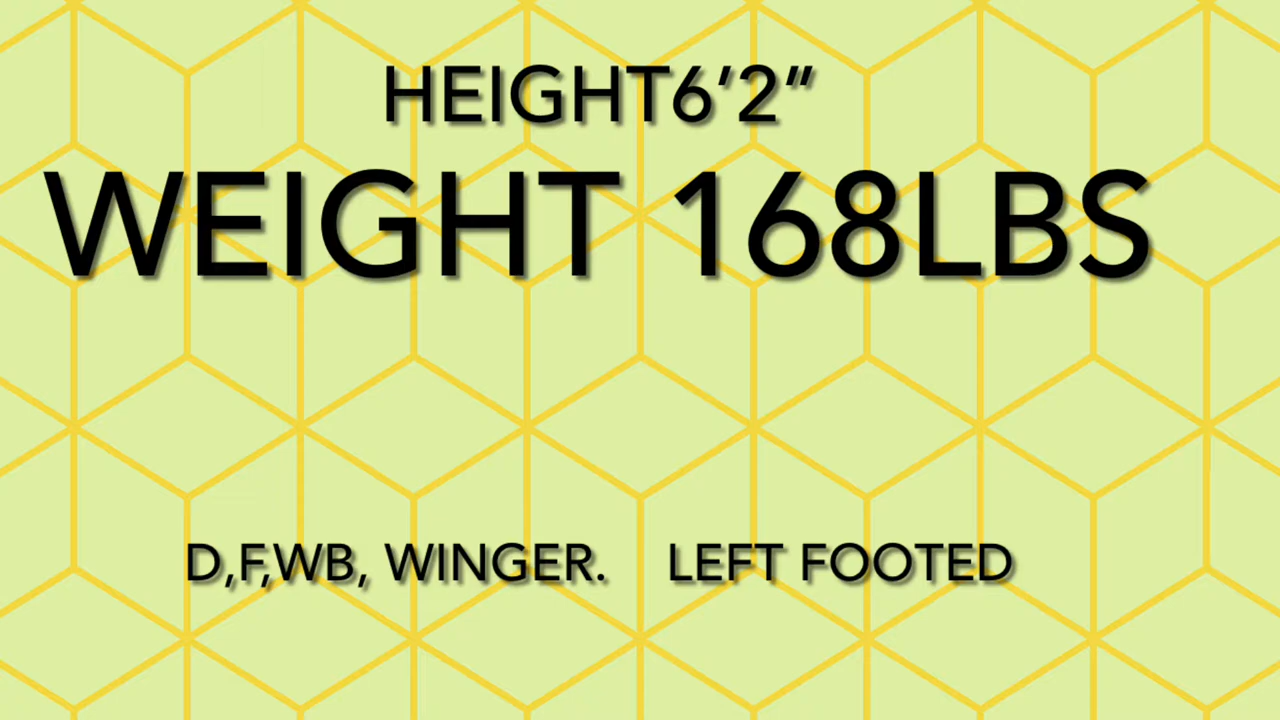 HEIGHT6’2”
WEIGHT 168LBS
D,F,WB, WINGER. LEFT FOOTED